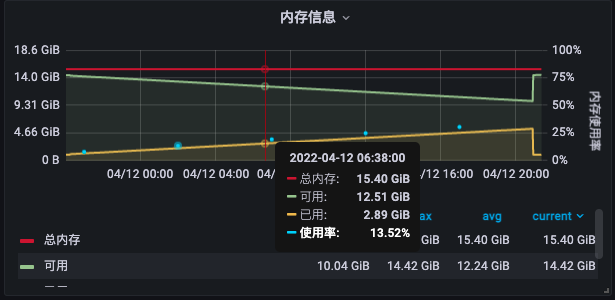 内存信息
18.6 GiB
14.0 GiB
9.31 GiB
4.66 GiB
0 B
100%
75%
50%
25%
0%
内存使用率
04/12 00:00
04/12 04:00
04/
/12 16:00
04/12 20:00
2022-04-12 06:38:00
总内存: 15.40 GiB
可用: 12.51 GiB
已用: 2.89 GiB
使用率: 13.52%
ax avg current
总内存 GiB 15.40 GiB 15.40 GiB
可用 10.04 GiB 14.42 GiB 12.24 GiB 14.42 GiB